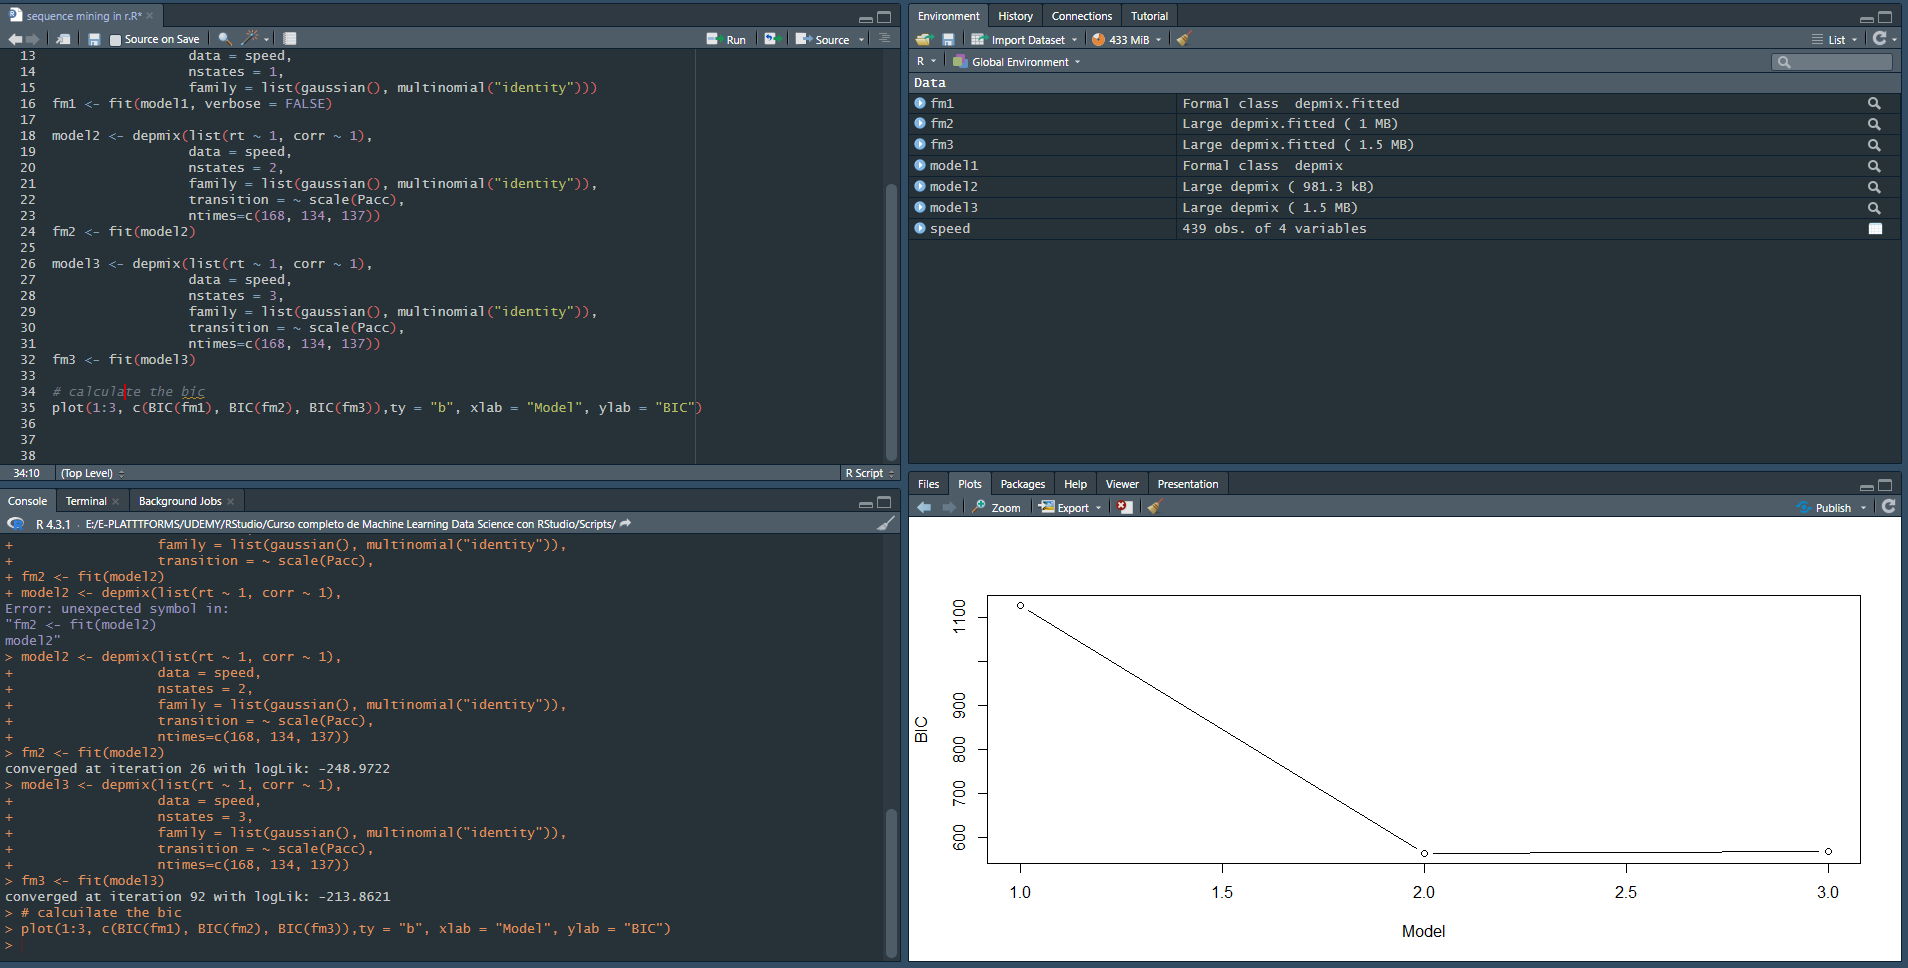 sequence mining in r.R*
Source on Save
Run
Source
13 data = speed,
14 nstates = 1,
15 family = list(gaussian(), multinomial("identity")))
16 fm1 <- fit(model1, verbose = FALSE)
17
18 model2 <- depmix(list(rt ~ 1, corr ~ 1),
19 data = speed,
20 nstates = 2,
21 family = list(gaussian(), multinomial("identity")),
22 transition = ~ scale(Pacc),
23 ntimes=c(168, 134, 137))
24 fm2 <- fit(model2)
25
26 model3 <- depmix(list(rt ~ 1, corr ~ 1),
27 data = speed,
28 nstates = 3,
29 family = list(gaussian(), multinomial("identity")),
30 transition = ~ scale(Pacc),
31 ntimes=c(168, 134, 137))
32 fm3 <- fit(model3)
33
34 # calculate the bic
35 plot(1:3, c(BIC(fm1), BIC(fm2), BIC(fm3)),ty = "b", xlab = "Model", ylab = "BIC")
36
37
38
34:10 (Top Level) R Script
Console Terminal Background Jobs
R 4.3.1 · E:/E-PLATTTFORMS/UDEMY/RStudio/Curso completo de Machine Learning Data Science con RStudio/Scripts/
+ family = list(gaussian(), multinomial("identity")),
+ transition = ~ scale(Pacc),
+ fm2 <- fit(model2)
+ model2 <- depmix(list(rt ~ 1, corr ~ 1),
Error: unexpected symbol in:
"fm2 <- fit(model2)
model2"
> model2 <- depmix(list(rt ~ 1, corr ~ 1),
+ data = speed,
+ nstates = 2,
+ family = list(gaussian(), multinomial("identity")),
+ transition = ~ scale(Pacc),
+ ntimes=c(168, 134, 137))
> fm2 <- fit(model2)
converged at iteration 26 with logLik: -248.9722
> model3 <- depmix(list(rt ~ 1, corr ~ 1),
+ data = speed,
+ nstates = 3,
+ family = list(gaussian(), multinomial("identity")),
+ transition = ~ scale(Pacc),
+ ntimes=c(168, 134, 137))
> fm3 <- fit(model3)
converged at iteration 92 with logLik: -213.8621
> # calcuilate the bic
> plot(1:3, c(BIC(fm1), BIC(fm2), BIC(fm3)),ty = "b", xlab = "Model", ylab = "BIC")
>
Environment History Connections Tutorial
Import Dataset 433 MiB List
R Global Environment
Data
fm1 Formal class depmix.fitted
fm2 Large depmix.fitted ( 1 MB)
fm3 Large depmix.fitted ( 1.5 MB)
model1 Formal class depmix
model2 Large depmix ( 981.3 kB)
model3 Large depmix ( 1.5 MB)
speed 439 obs. of 4 variables
Files Plots Packages Help Viewer Presentation
Zoom Export Publish
BIC
1100
900
800
700
600
1.0 1.5 2.0 2.5 3.0
Model